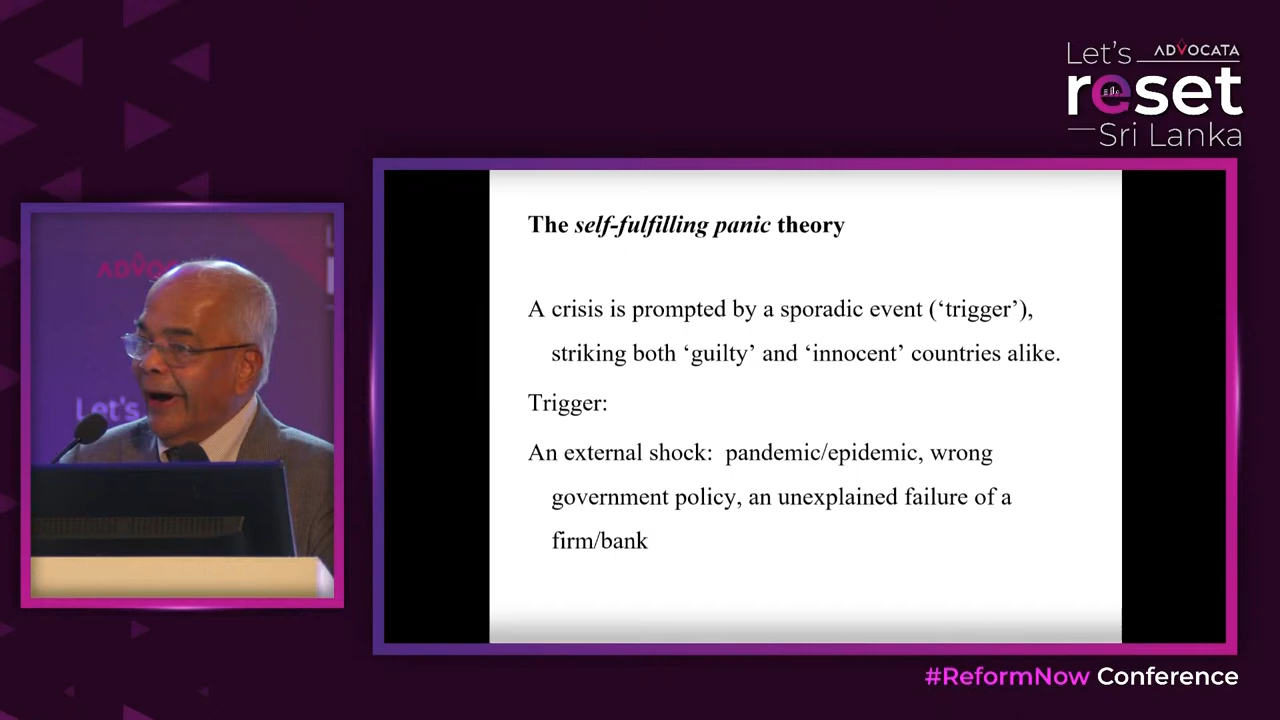 Let's
ADVOCATA
reset
Sri Lanka
The self-fulfilling panic theory
A crisis is prompted by a sporadic event (‘trigger’),
striking both ‘guilty’ and ‘innocent’ countries alike.
Trigger:
An external shock:  pandemic/epidemic, wrong
government policy, an unexplained failure of a
firm/bank
ADVOC
Let's
#ReformNow Conference